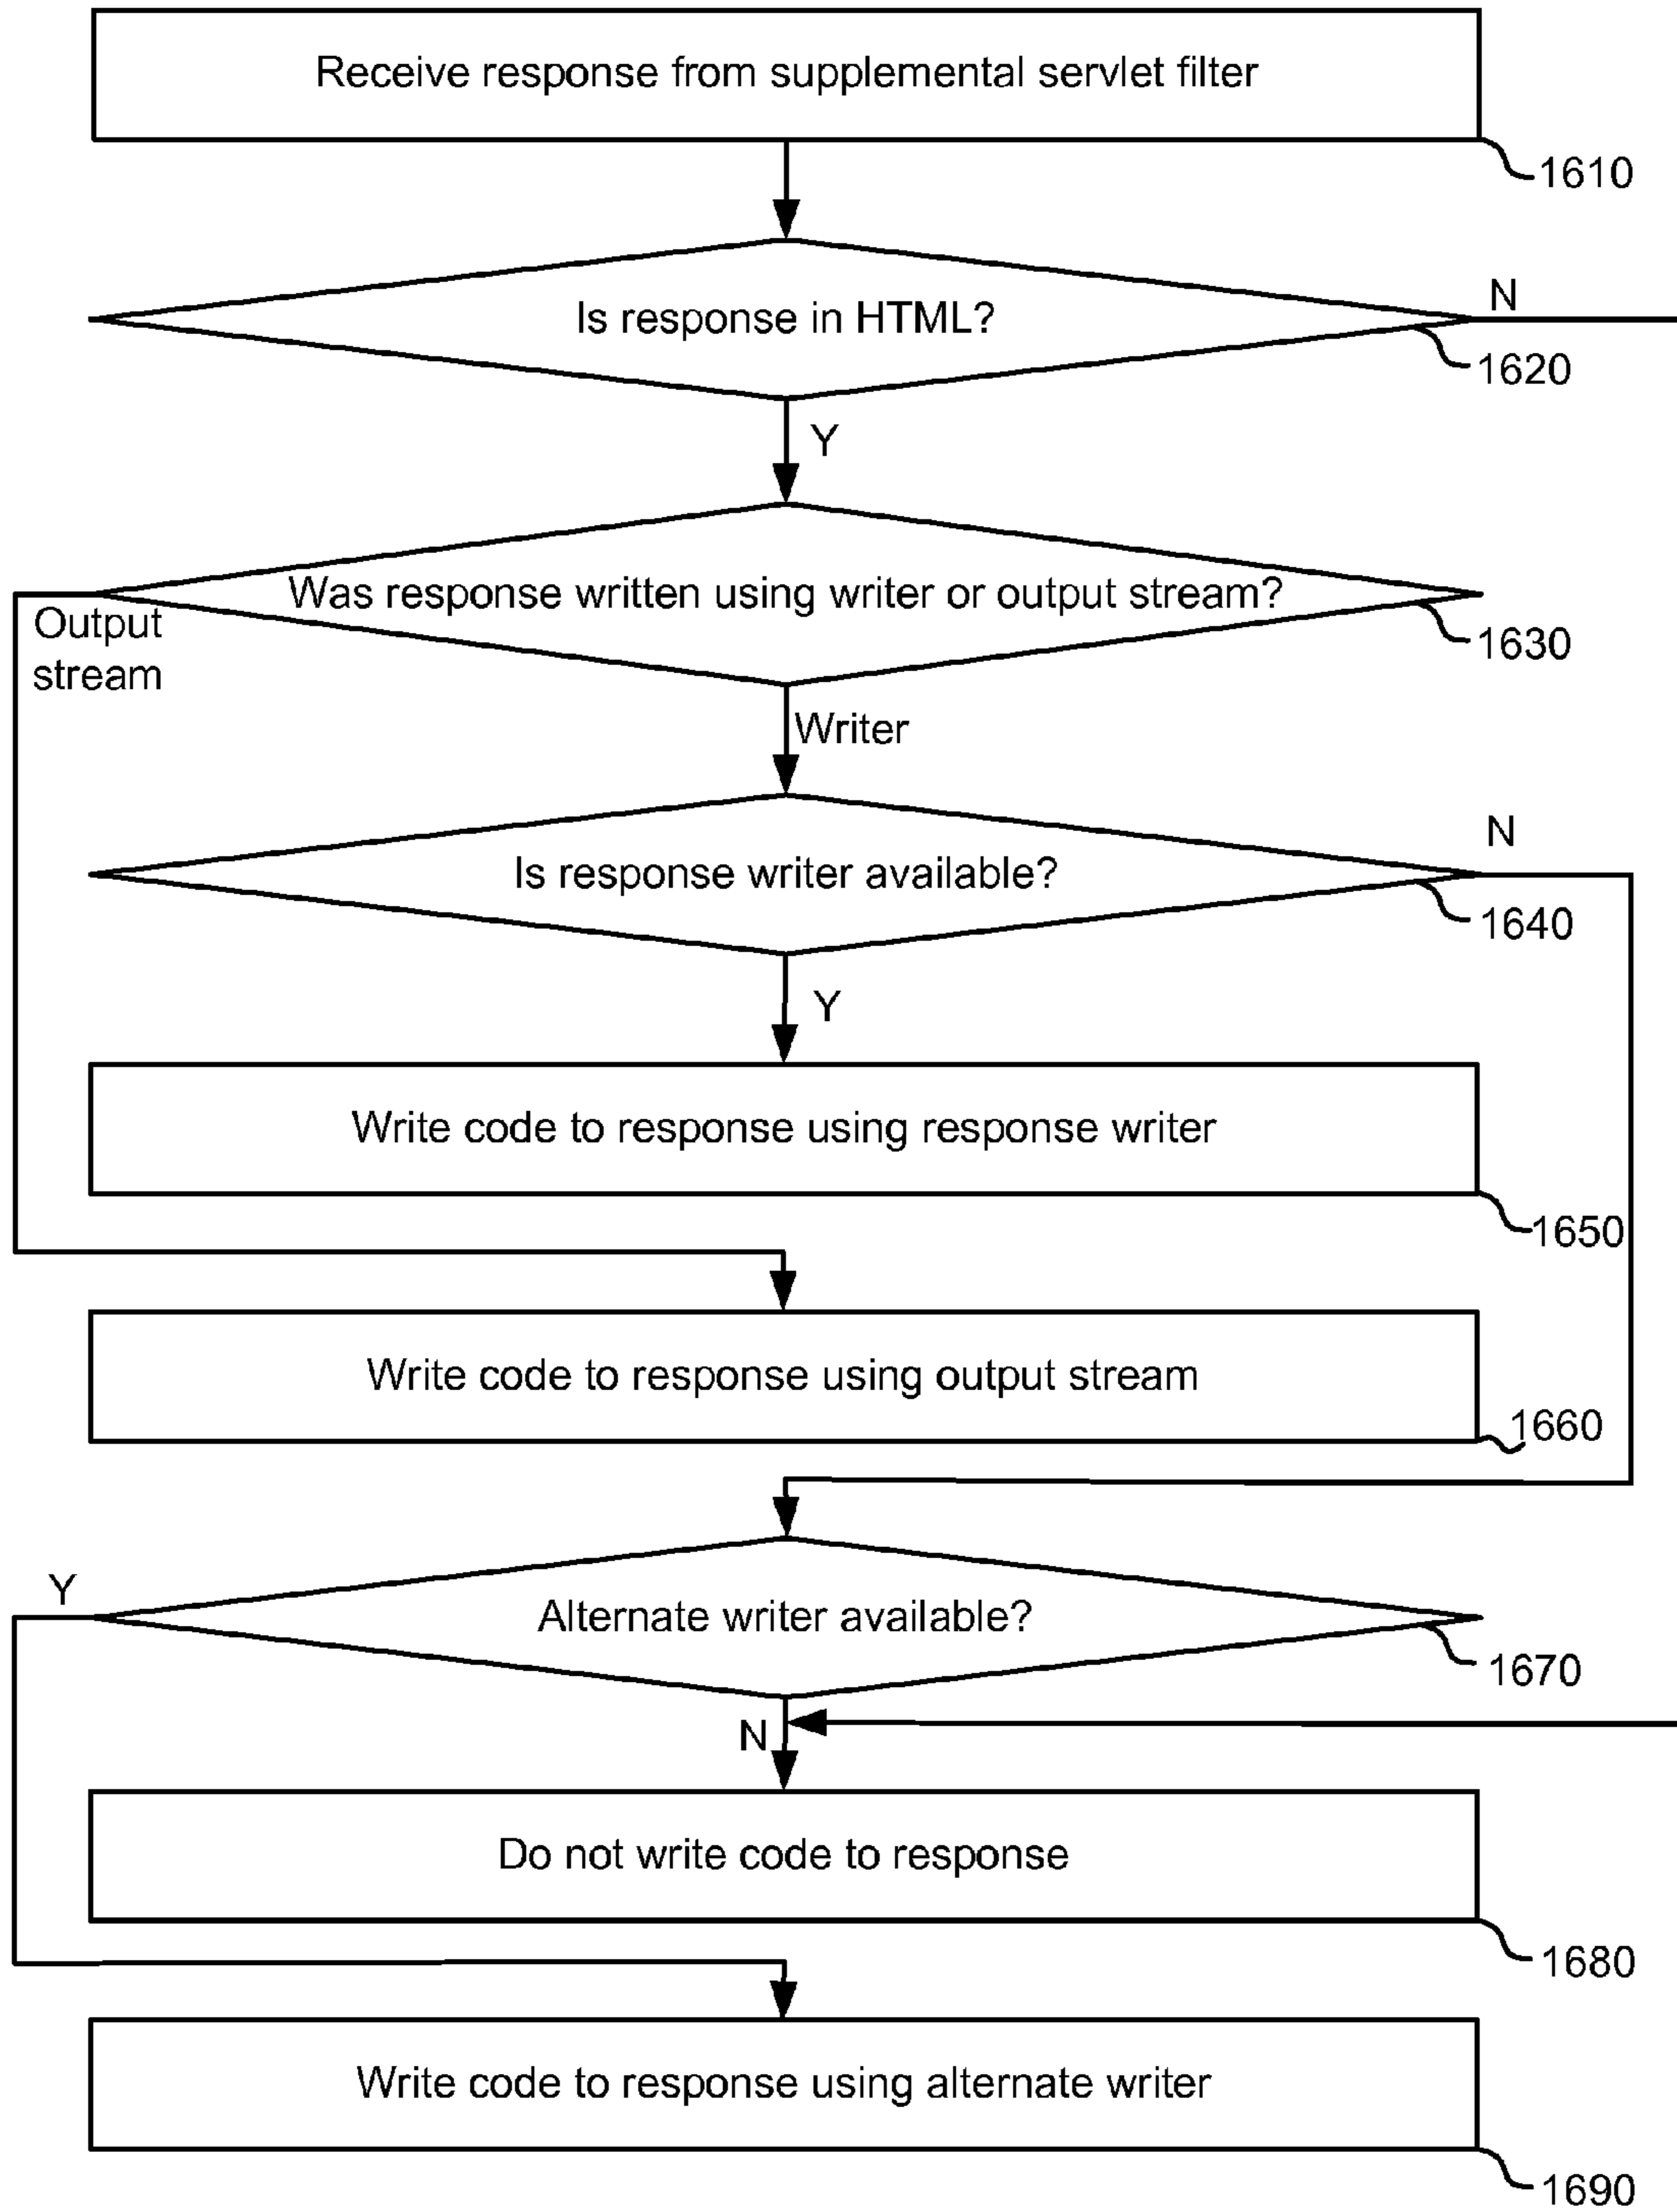 Receive response from supplemental servlet filter
1610
N
Is response in HTML?
1620
Y
Was response written using writer or output stream?
Output
stream
1630
Writer
N
Is response writer available?
1640
Y
Write code to response using response writer
1650
Write code to response using output stream
1660
Y
Alternate writer available?
1670
N
Do not write code to response
1680
Write code to response using alternate writer
1690